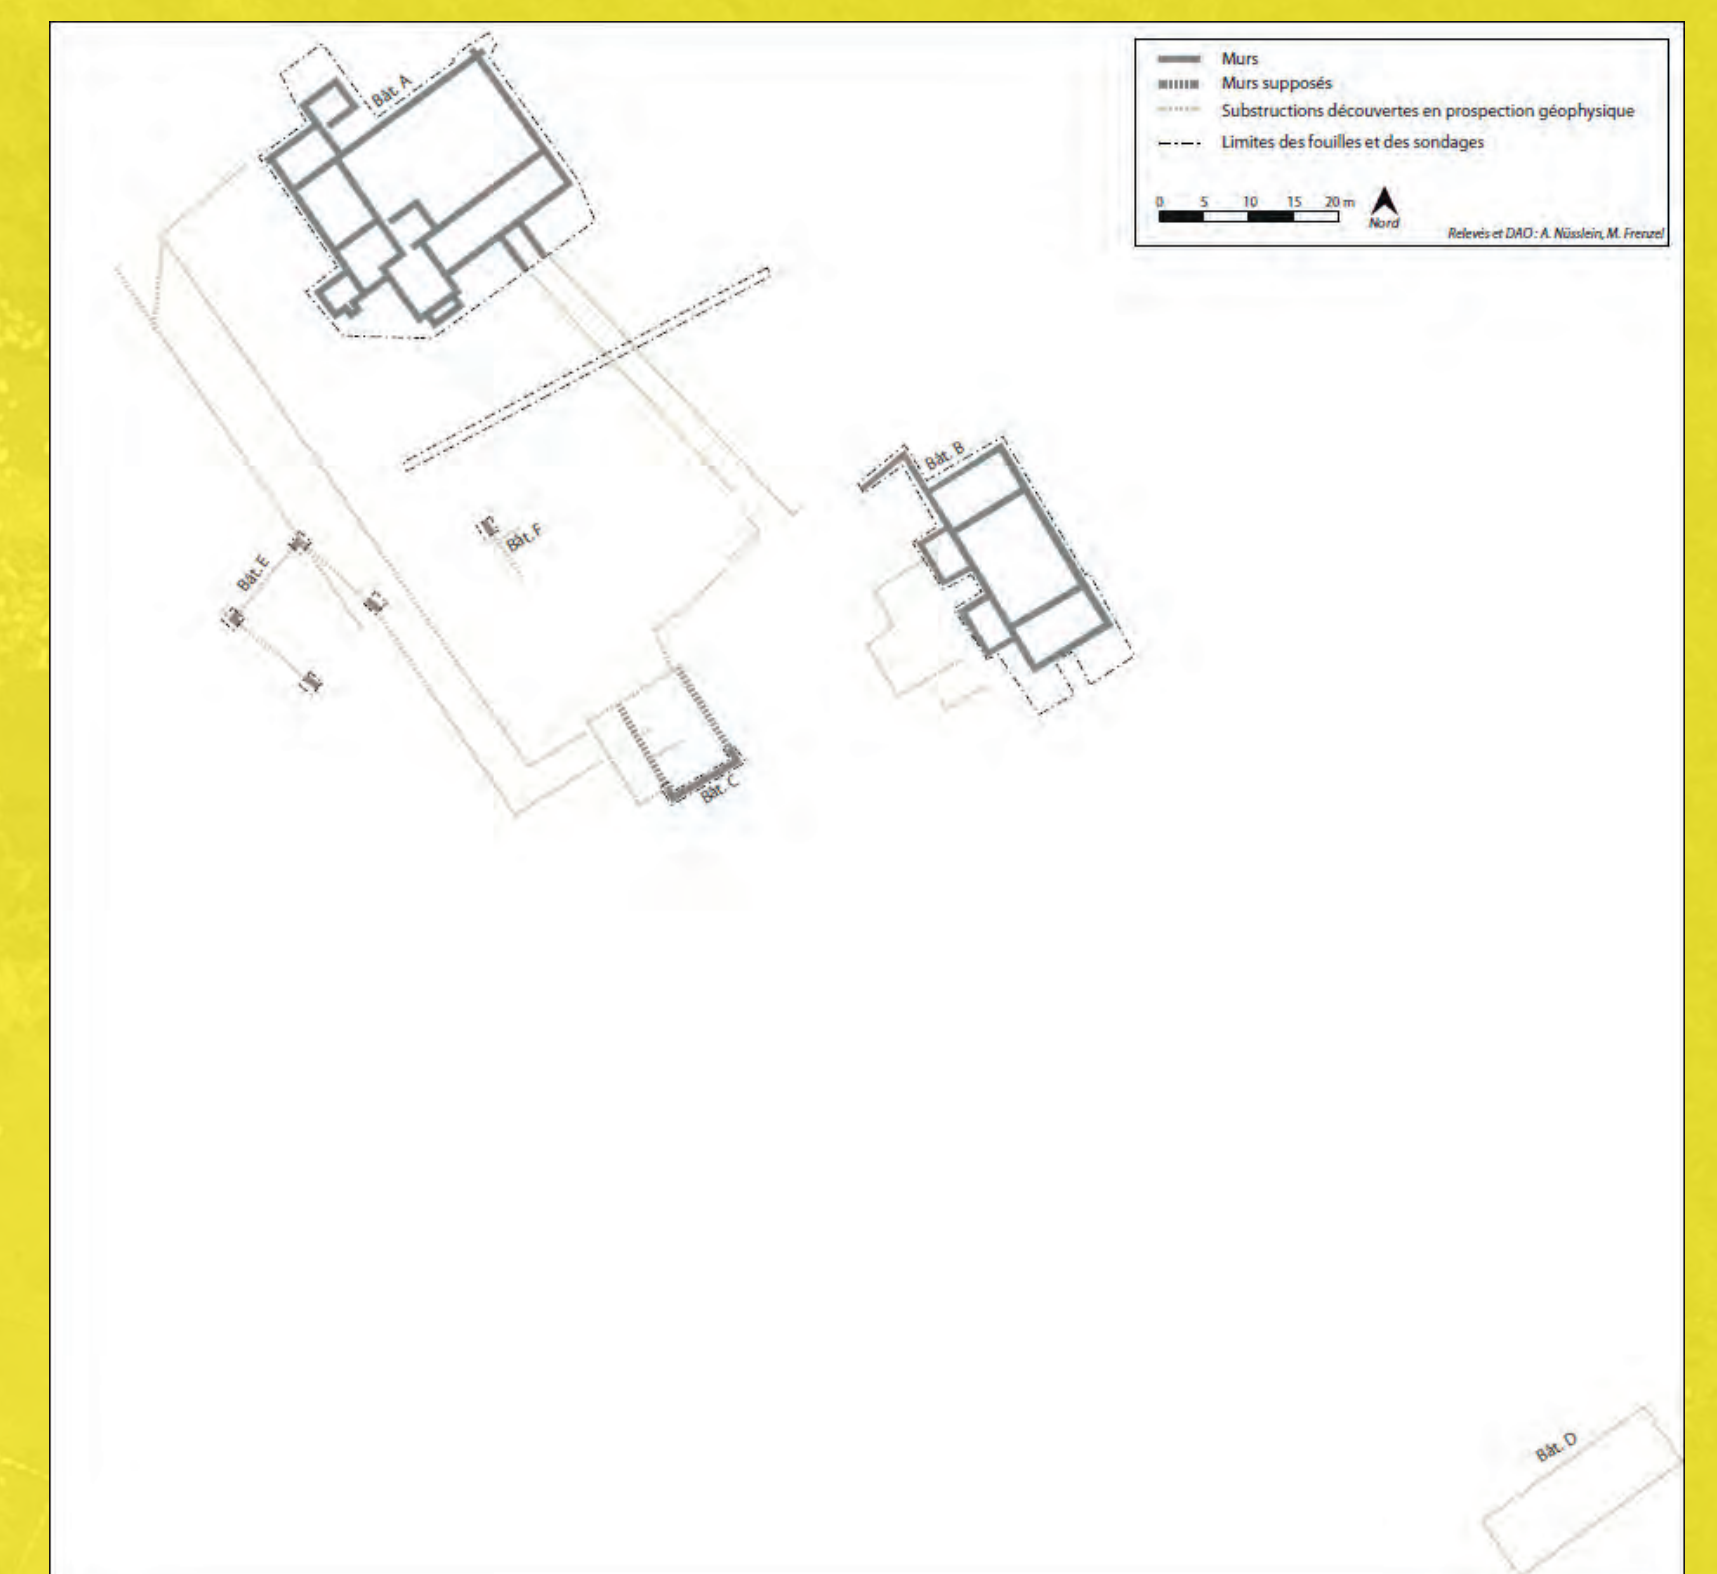 Murs
Murs supposés
Substructions découvertes en prospection géophysique
Limites des fouilles et des sondages
0 5 10 15 20 m
Nord
Relevés et DAO : A. Nüsslein, M. Frenzel
Bât. A
Bât. B
Bât. F
Bât. E
Bât. C
Bât. D